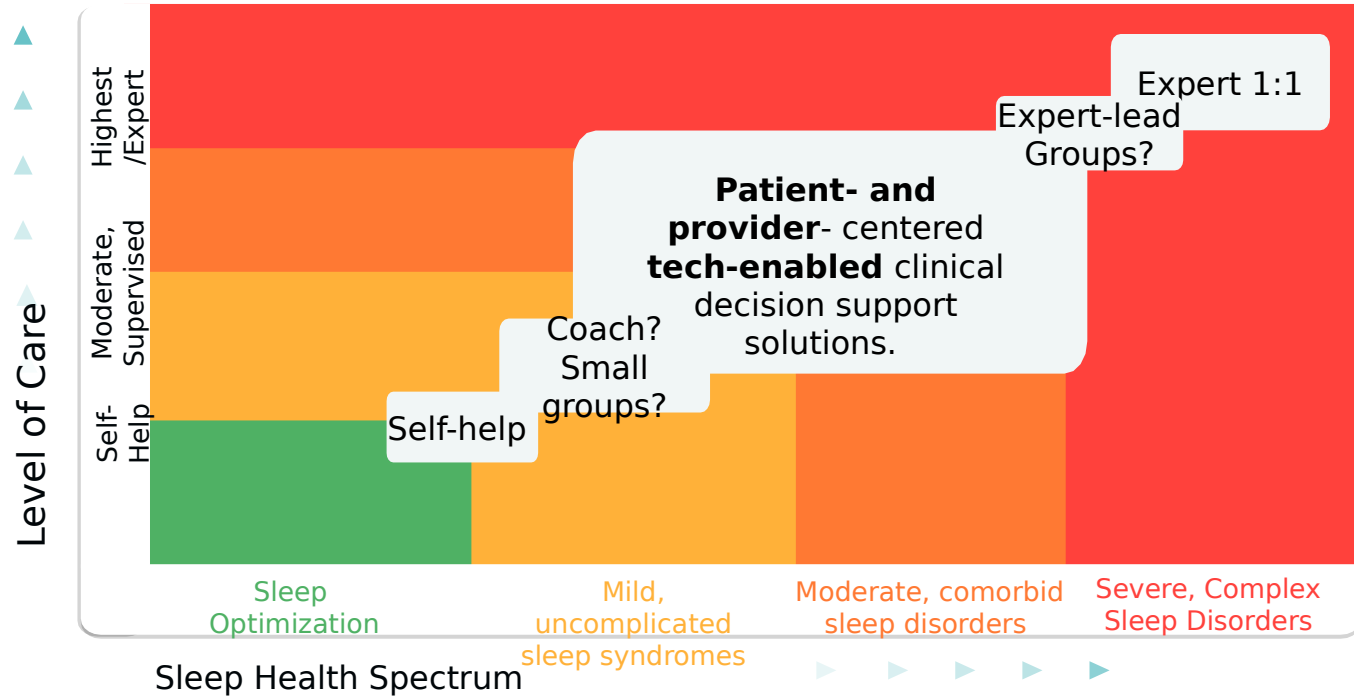 Level of Care
Highest
/Expert
Moderate,
Supervised
Self-
Help
Expert 1:1
Expert-lead
Groups?
Patient- and
provider- centered
tech-enabled clinical
decision support
solutions.
Coach?
Small
groups?
Self-help
Sleep
Optimization
Mild,
uncomplicated
sleep syndromes
Moderate, comorbid
sleep disorders
Severe, Complex
Sleep Disorders
Sleep Health Spectrum